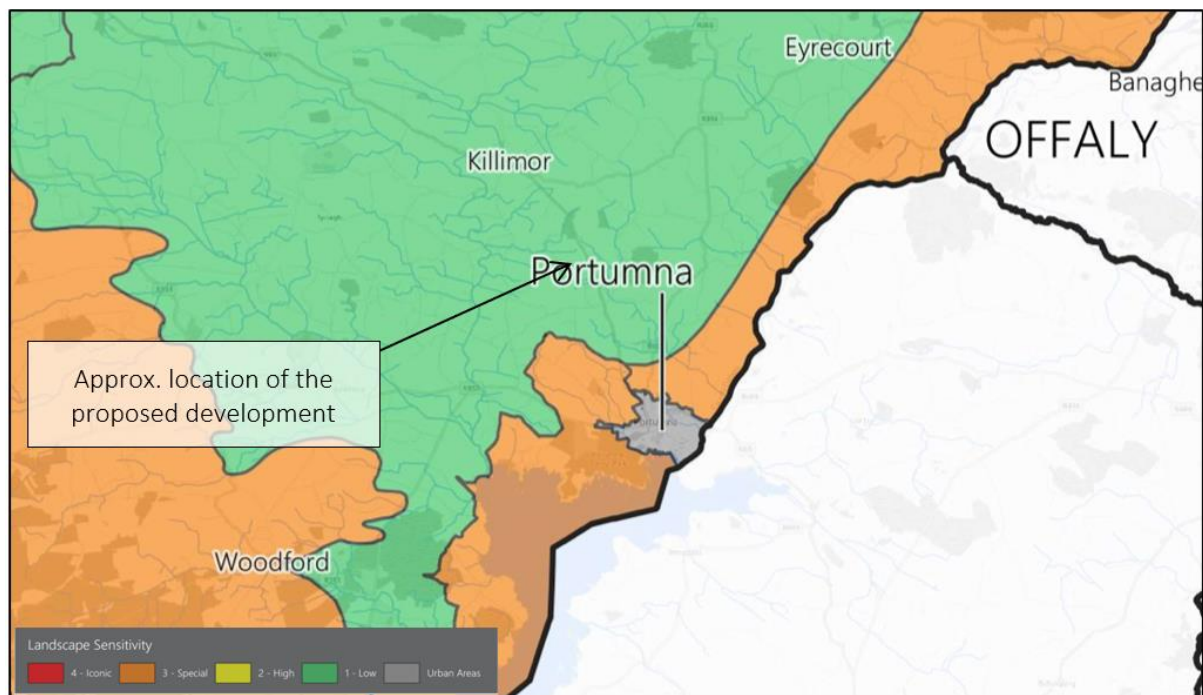 Eyrecourt
Banaghe
OFFALY
Killimor
Portumna
Approx. location of the
proposed development
Woodford
Landscape Sensitivity
4 - Iconic
3 - Special
2 - High
1 - Low
Urban Areas